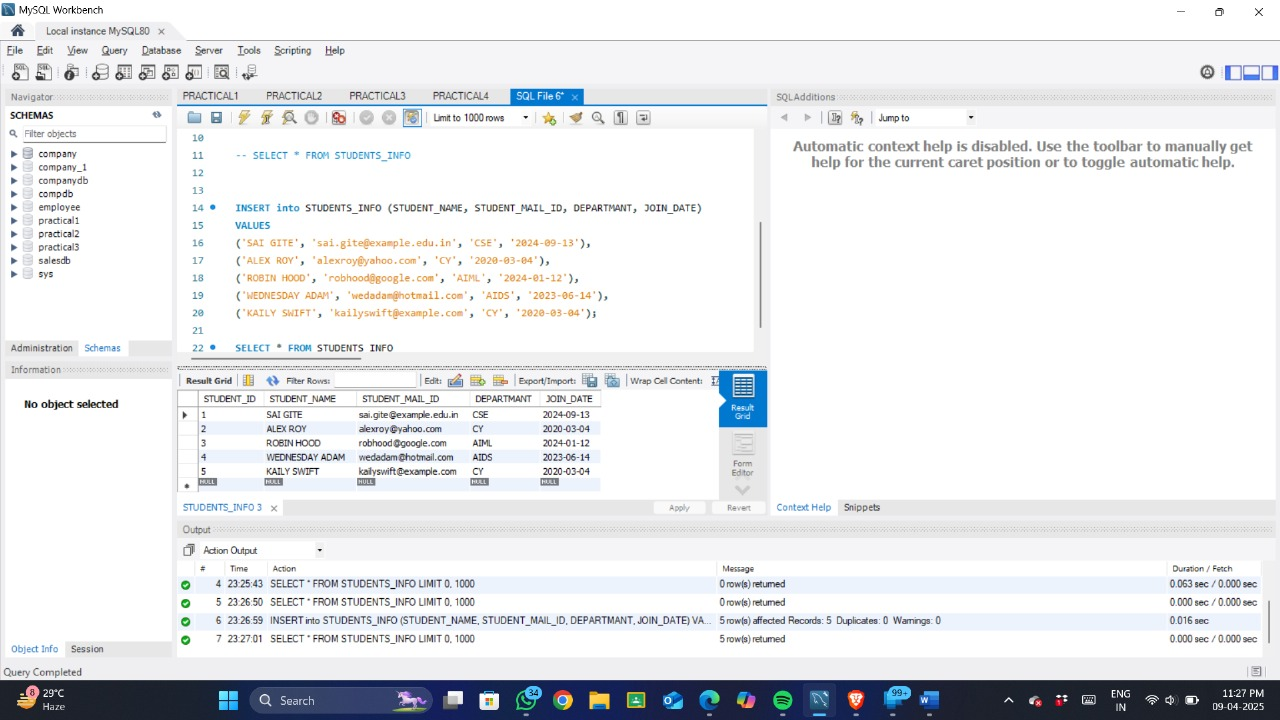 MySQL Workbench
Local instance MySQL80
File Edit View Query Database Server Tools Scripting Help
Navigator
SCHEMAS
Filter objects
company
company_1
companydb
compdb
employee
practical1
practical2
practical3
salesdb
sys
Administration Schemas
Information
No object selected
Object Info Session
Query Completed
PRACTICAL1 PRACTICAL2 PRACTICAL3 PRACTICAL4 SQL File 6*
Limit to 1000 rows
10
11 -- SELECT * FROM STUDENTS_INFO
12
13
14 INSERT into STUDENTS_INFO (STUDENT_NAME, STUDENT_MAIL_ID, DEPARTMANT, JOIN_DATE)
15 VALUES
16 ('SAI GITE', 'sai.gite@example.edu.in', 'CSE', '2024-09-13'),
17 ('ALEX ROY', 'alexroy@yahoo.com', 'CY', '2020-03-04'),
18 ('ROBIN HOOD', 'robhood@google.com', 'AIML', '2024-01-12'),
19 ('WEDNESDAY ADAM', 'wedadam@hotmail.com', 'AIDS', '2023-06-14'),
20 ('KAILY SWIFT', 'kailyswift@example.com', 'CY', '2020-03-04');
21
22 SELECT * FROM STUDENTS_INFO
Result Grid Filter Rows: Edit: Export/Import: Wrap Cell Content:
STUDENT_ID STUDENT_NAME STUDENT_MAIL_ID DEPARTMANT JOIN_DATE
1 SAI GITE sai.gite@example.edu.in CSE 2024-09-13
2 ALEX ROY alexroy@yahoo.com CY 2020-03-04
3 ROBIN HOOD robhood@google.com AIML 2024-01-12
4 WEDNESDAY ADAM wedadam@hotmail.com AIDS 2023-06-14
5 KAILY SWIFT kailyswift@example.com CY 2020-03-04
NULL NULL NULL NULL NULL
Result Grid
Form Editor
STUDENTS_INFO 3 Apply Revert
SQLAdditions
Jump to
Automatic context help is disabled. Use the toolbar to manually get
help for the current caret position or to toggle automatic help.
Context Help Snippets
Output
Action Output
# Time Action Message Duration / Fetch
4 23:25:43 SELECT * FROM STUDENTS_INFO LIMIT 0, 1000 0 row(s) returned 0.063 sec / 0.000 sec
5 23:26:50 SELECT * FROM STUDENTS_INFO LIMIT 0, 1000 0 row(s) returned 0.000 sec / 0.000 sec
6 23:26:59 INSERT into STUDENTS_INFO (STUDENT_NAME, STUDENT_MAIL_ID, DEPARTMANT, JOIN_DATE) VA... 5 row(s) affected Records: 5 Duplicates: 0 Warnings: 0 0.016 sec
7 23:27:01 SELECT * FROM STUDENTS_INFO LIMIT 0, 1000 5 row(s) returned 0.000 sec / 0.000 sec
8 29°C
Haze
Search
34
99+
ENG
IN
11:27 PM
09-04-2025